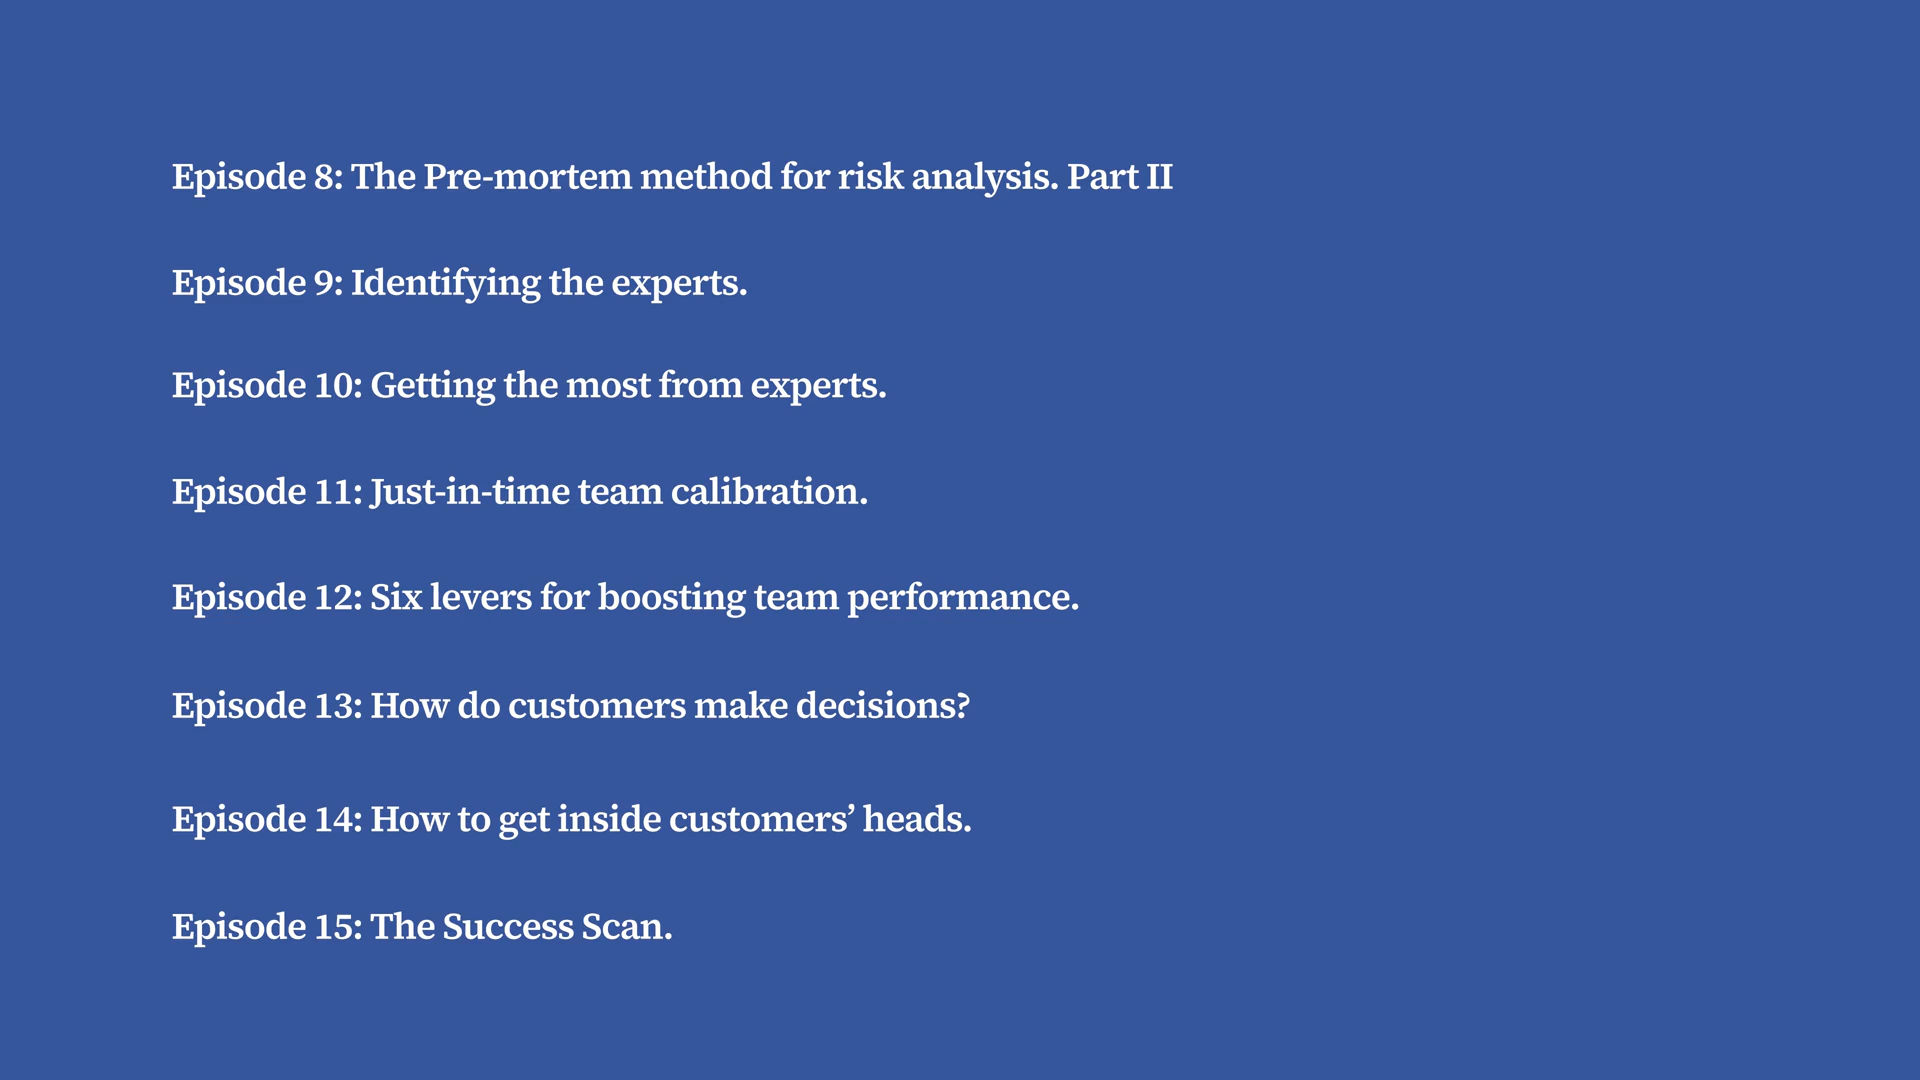 Episode 8: The Pre-mortem method for risk analysis. Part II
Episode 9: Identifying the experts.
Episode 10: Getting the most from experts.
Episode 11: Just-in-time team calibration.
Episode 12: Six levers for boosting team performance.
Episode 13: How do customers make decisions?
Episode 14: How to get inside customers’ heads.
Episode 15: The Success Scan.